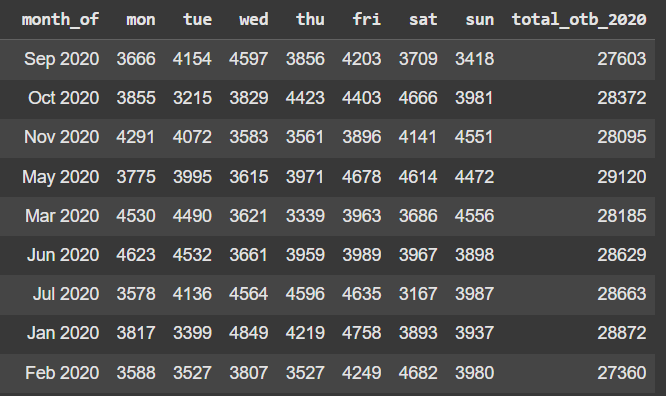 month_of mon tue wed thu fri sat sun total_otb_2020
Sep 2020 3666 4154 4597 3856 4203 3709 3418 27603
Oct 2020 3855 3215 3829 4423 4403 4666 3981 28372
Nov 2020 4291 4072 3583 3561 3896 4141 4551 28095
May 2020 3775 3995 3615 3971 4678 4614 4472 29120
Mar 2020 4530 4490 3621 3339 3963 3686 4556 28185
Jun 2020 4623 4532 3661 3959 3989 3967 3898 28629
Jul 2020 3578 4136 4564 4596 4635 3167 3987 28663
Jan 2020 3817 3399 4849 4219 4758 3893 3937 28872
Feb 2020 3588 3527 3807 3527 4249 4682 3980 27360